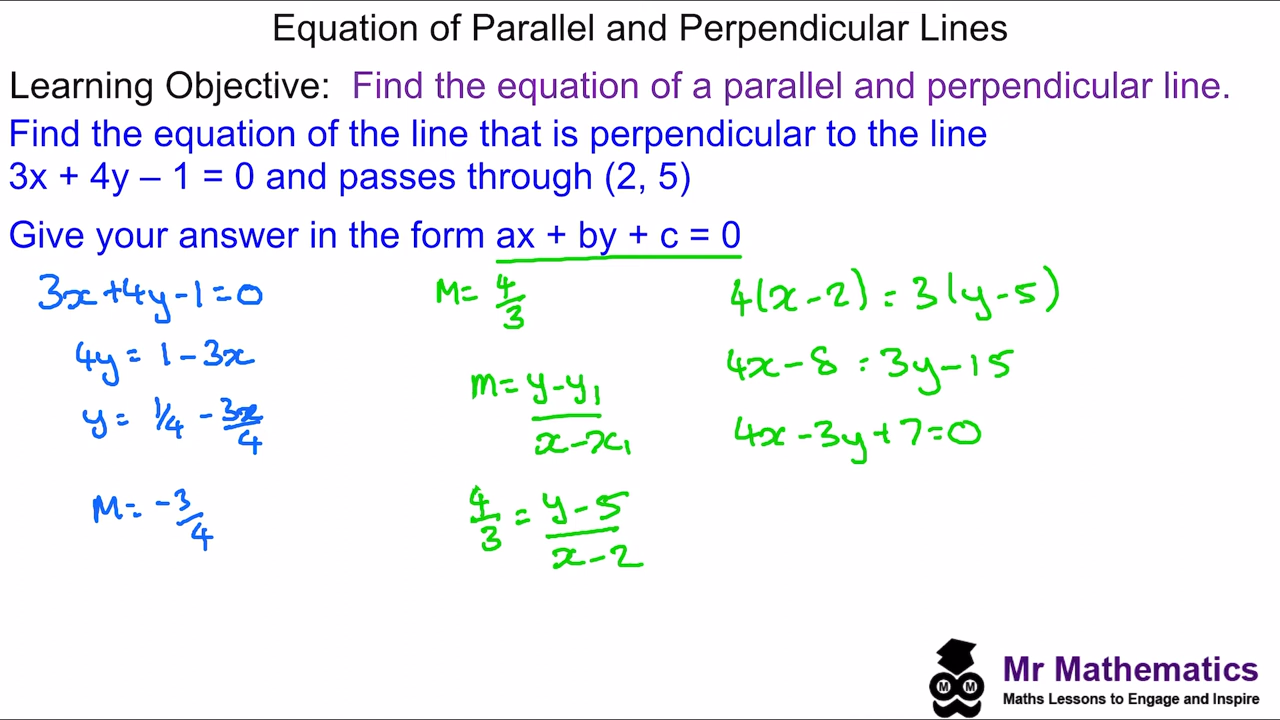 Equation of Parallel and Perpendicular Lines
Learning Objective: Find the equation of a parallel and perpendicular line.
Find the equation of the line that is perpendicular to the line
3x + 4y – 1 = 0 and passes through (2, 5)
Give your answer in the form ax + by + c = 0
3x+4y-1=0
4y = 1-3x
y = 1/4 - 3x/4
M = -3/4
M = 4/3
m = y-y₁/x-x₁
4/3 = y-5/x-2
4(x-2) = 3(y-5)
4x-8 = 3y-15
4x-3y+7=0
M M
Mr Mathematics
Maths Lessons to Engage and Inspire